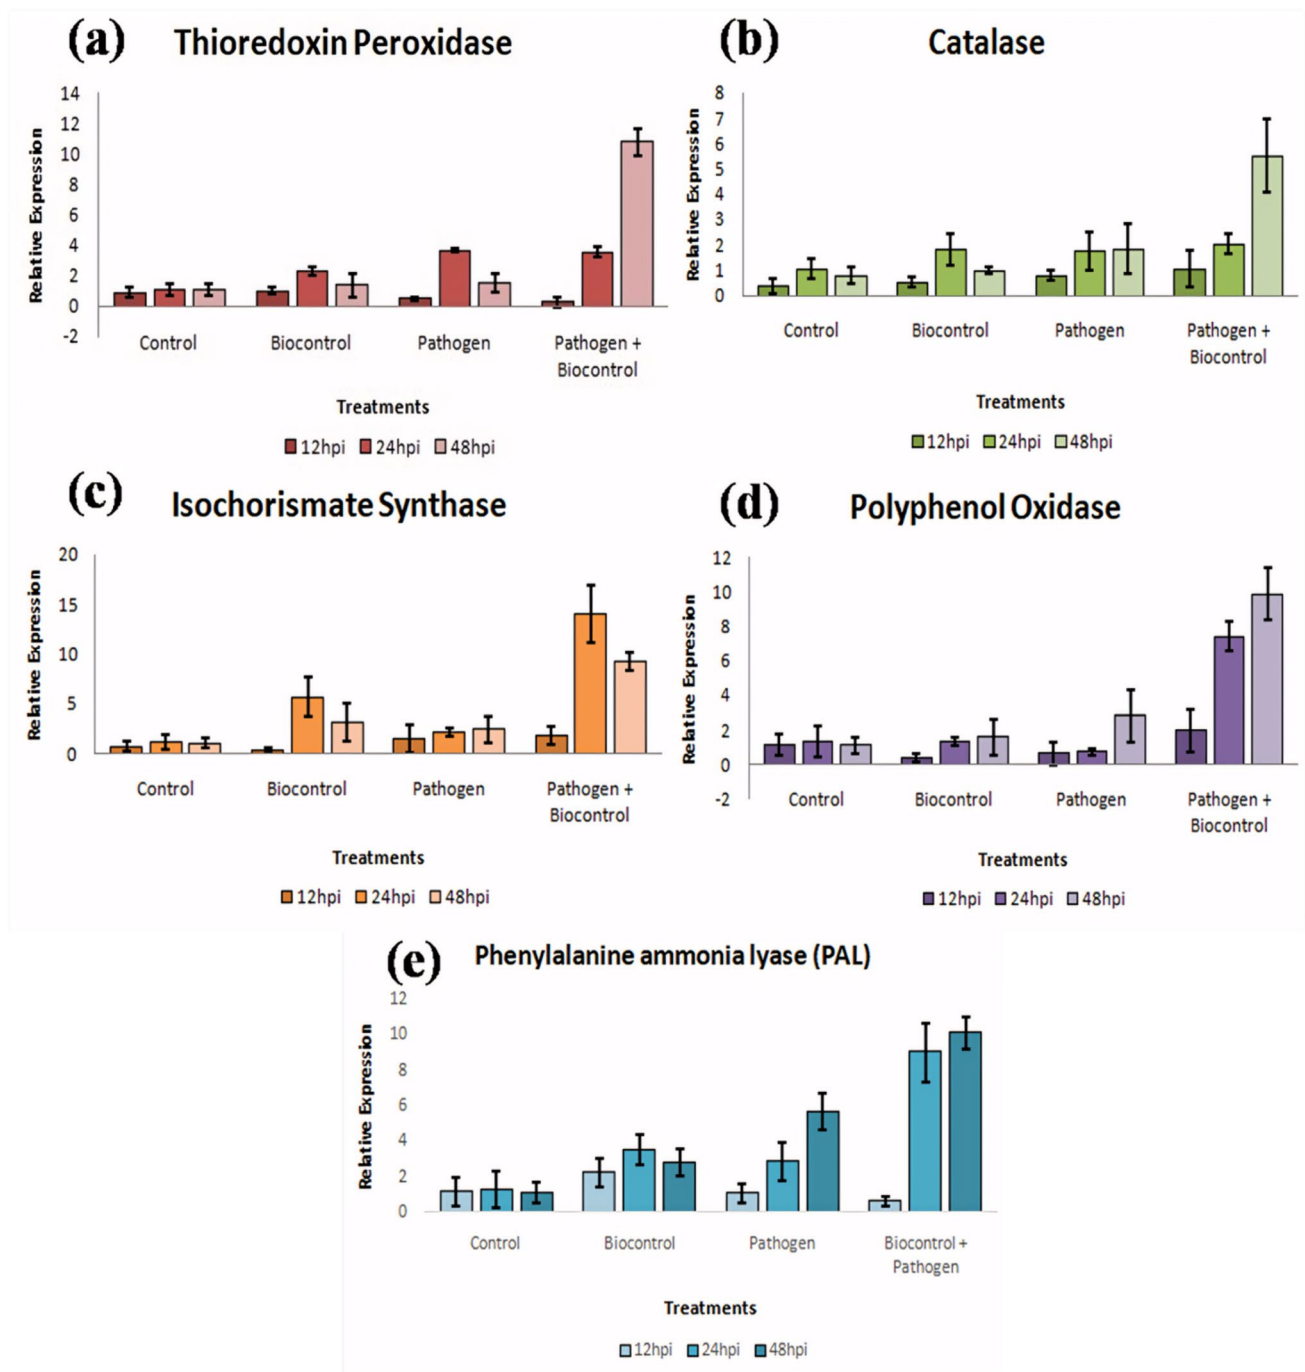 (a) Thioredoxin Peroxidase
Relative Expression
14
12
10
8
6
4
2
0
-2
Control Biocontrol Pathogen Pathogen +
Biocontrol
Treatments
12hpi 24hpi 48hpi
(b) Catalase
Relative Expression
8
7
6
5
4
3
2
1
0
Control Biocontrol Pathogen Pathogen +
Biocontrol
Treatments
12hpi 24hpi 48hpi
(c) Isochorismate Synthase
Relative Expression
20
15
10
5
0
Control Biocontrol Pathogen Pathogen +
Biocontrol
Treatments
12hpi 24hpi 48hpi
(d) Polyphenol Oxidase
Relative Expression
12
10
8
6
4
2
0
-2
Control Biocontrol Pathogen Pathogen +
Biocontrol
Treatments
12hpi 24hpi 48hpi
(e) Phenylalanine ammonia lyase (PAL)
Relative Expression
12
10
8
6
4
2
0
Control Biocontrol Pathogen Biocontrol +
Pathogen
Treatments
12hpi 24hpi 48hpi